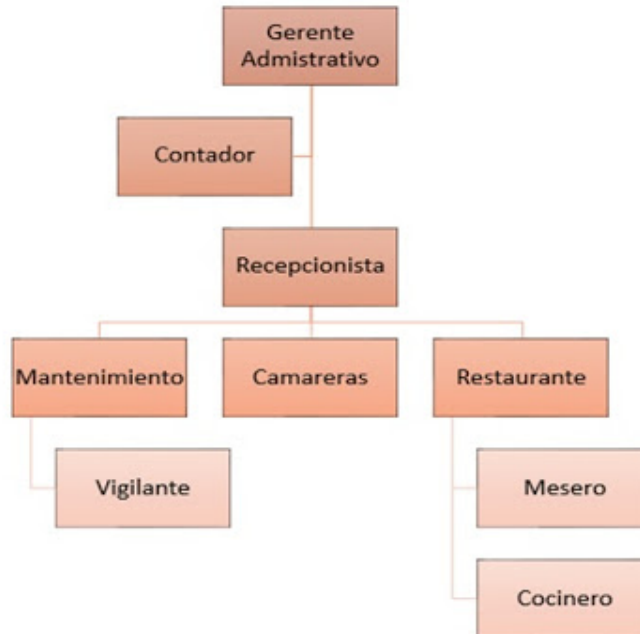 Gerente
Admistrativo
Contador
Recepcionista
Mantenimiento
Camareras
Restaurante
Vigilante
Mesero
Cocinero